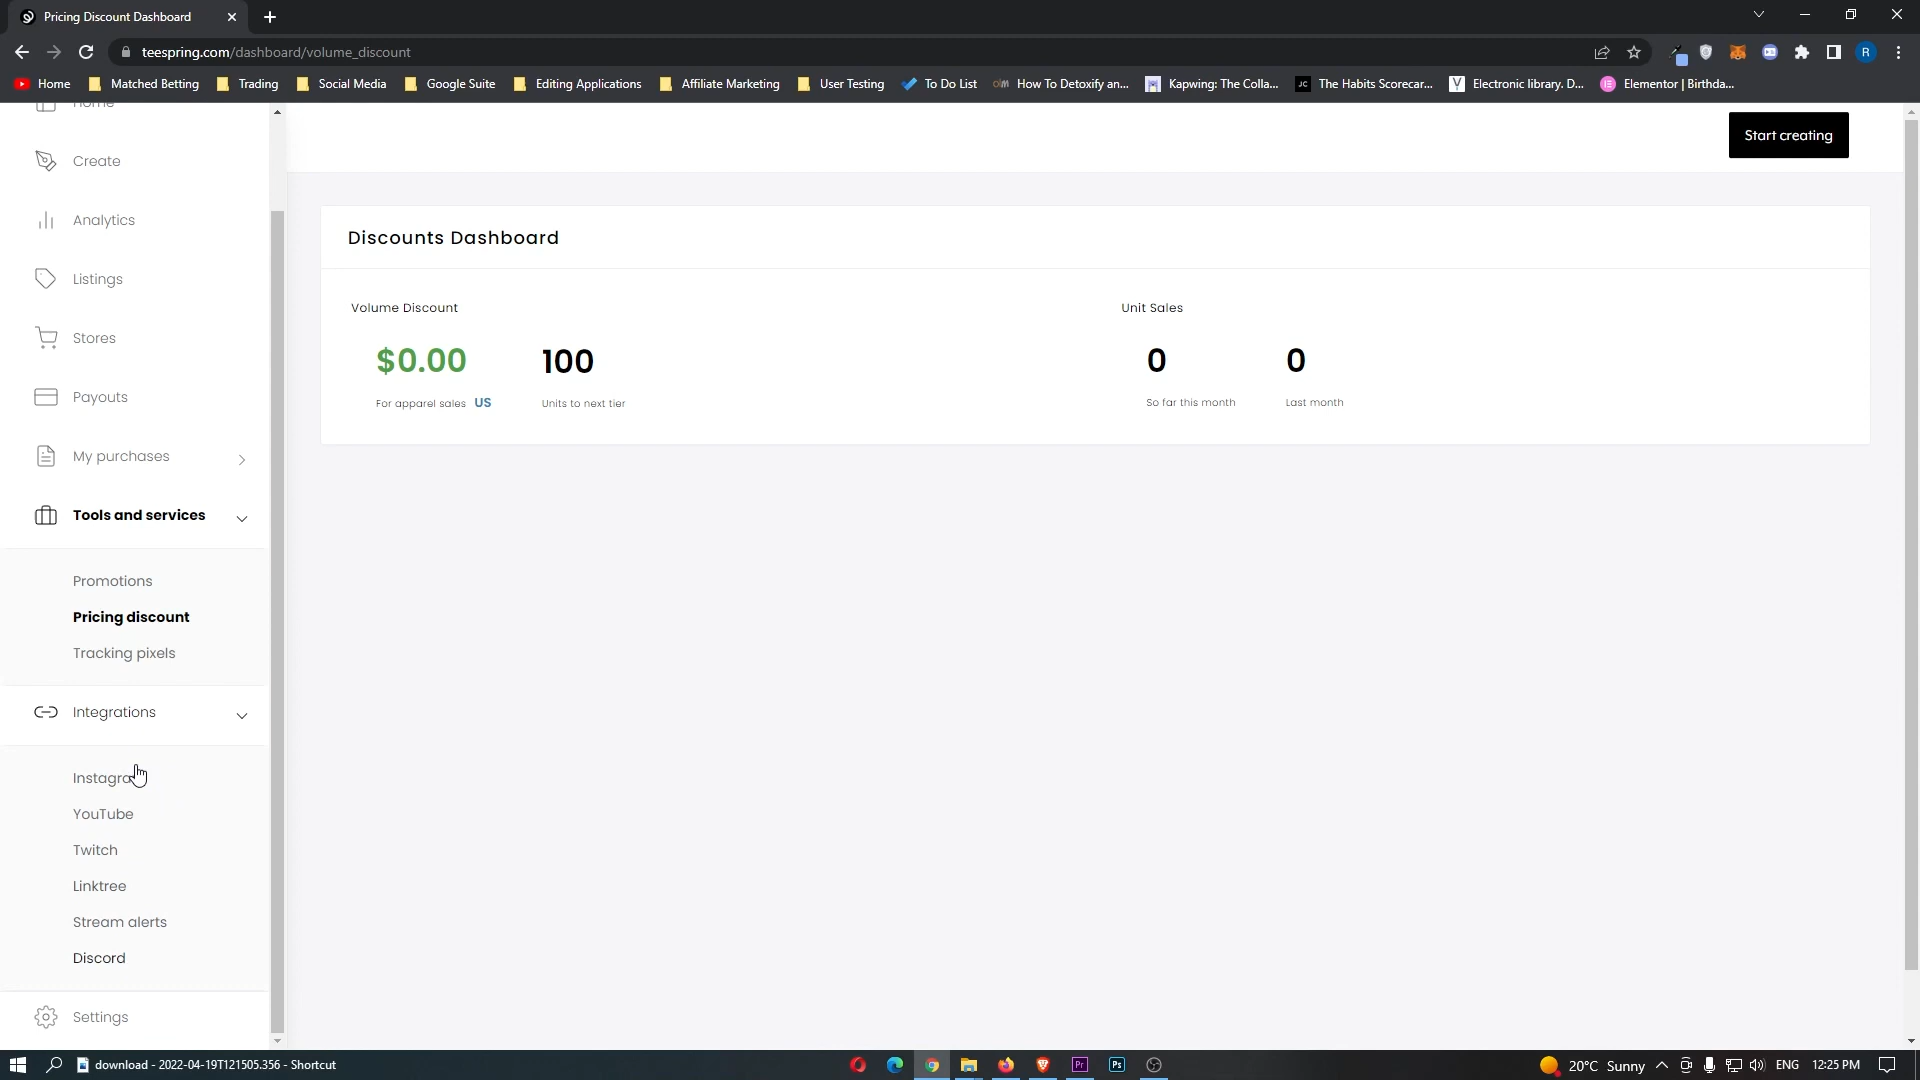 Pricing Discount Dashboard
teespring.com/dashboard/volume_discount
R
Home
Matched Betting
Trading
Social Media
Google Suite
Editing Applications
Affiliate Marketing
User Testing
To Do List
How To Detoxify an...
Kapwing: The Colla...
JC
The Habits Scorecar...
Electronic library. D...
Elementor | Birthda...
Home
Create
Analytics
Listings
Stores
Payouts
My purchases
Tools and services
Promotions
Pricing discount
Tracking pixels
Integrations
Instagra
YouTube
Twitch
Linktree
Stream alerts
Discord
Settings
Start creating
Discounts Dashboard
Volume Discount
$0.00
For apparel sales US
100
Units to next tier
Unit Sales
0
So far this month
0
Last month
download - 2022-04-19T121505.356 - Shortcut
Pr
Ps
20°C Sunny
ENG
12:25 PM